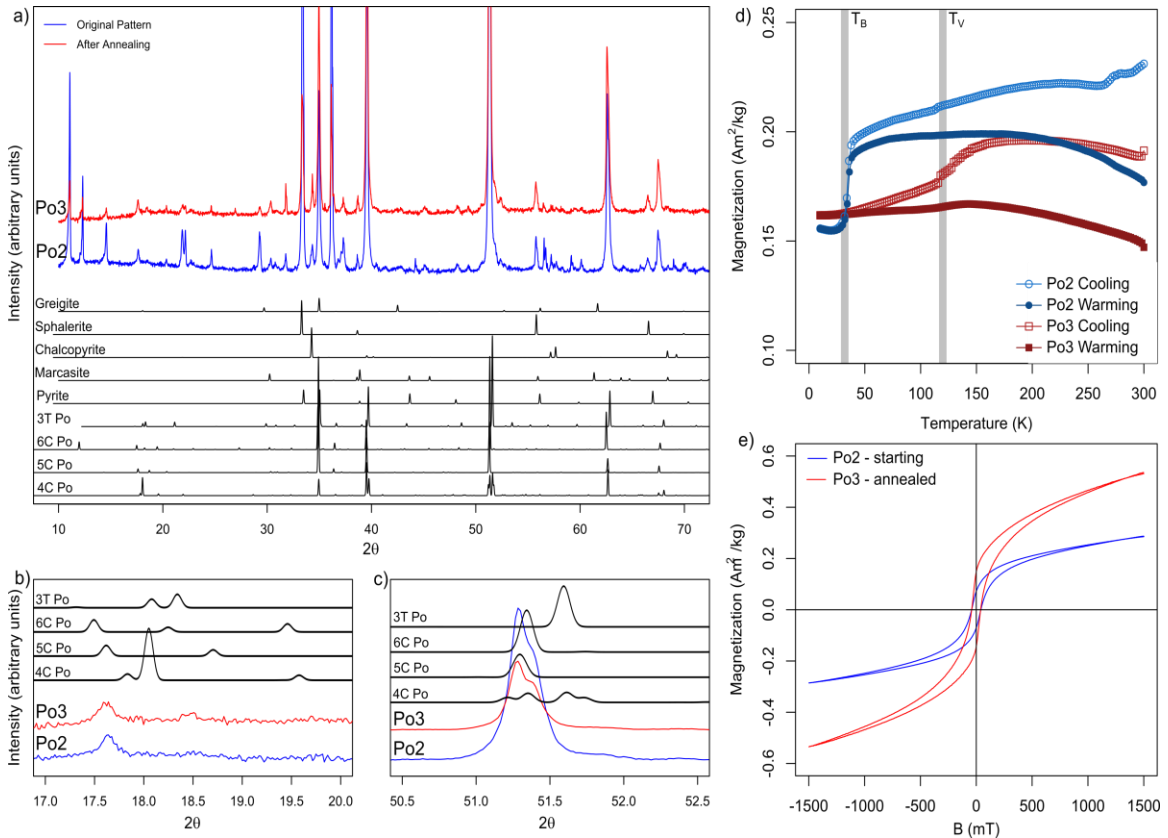 a)
Original Pattern
After Annealing
Po3
Po2
Greigite
Sphalerite
Chalcopyrite
Marcasite
Pyrite
3T Po
6C Po
5C Po
4C Po
Intensity (arbitrary units)
10 20 30 40 50 60 70
2θ
b)
3T Po
6C Po
5C Po
4C Po
Po3
Po2
Intensity (arbitrary units)
17.0 17.5 18.0 18.5 19.0 19.5 20.0
2θ
c)
3T Po
6C Po
5C Po
4C Po
Po3
Po2
50.5 51.0 51.5 52.0 52.5
2θ
d)
T_B
T_V
Magnetization (Am²/kg)
0.25
0.20
0.15
0.10
Po2 Cooling
Po2 Warming
Po3 Cooling
Po3 Warming
0 50 100 150 200 250 300
Temperature (K)
e)
Po2 - starting
Po3 - annealed
Magnetization (Am²/kg)
0.6
0.4
0.2
0.0
-0.2
-0.4
-0.6
-1500 -1000 -500 0 500 1000 1500
B (mT)